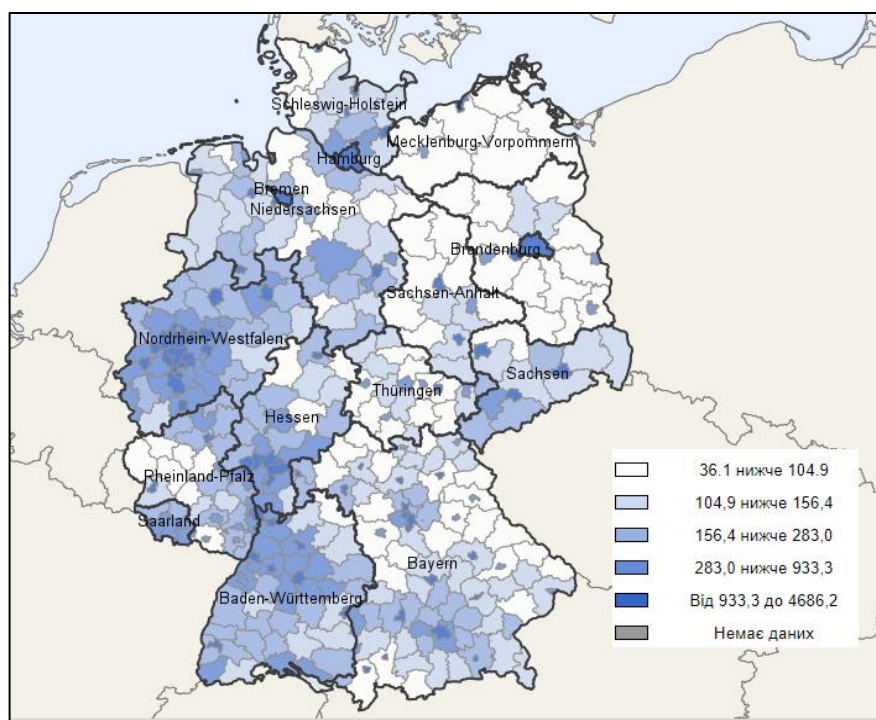 Schleswig-Holstein
Mecklenburg-Vorpommern
Hamburg
Bremen
Niedersachsen
Brandenburg
Sachsen-Anhalt
Nordrhein-Westfalen
Sachsen
Thüringen
Hessen
Rheinland-Pfalz
Saarland
Bayern
Baden-Württemberg
36.1 нижче 104.9
104,9 нижче 156,4
156,4 нижче 283,0
283,0 нижче 933,3
Від 933,3 до 4686,2
Немає даних